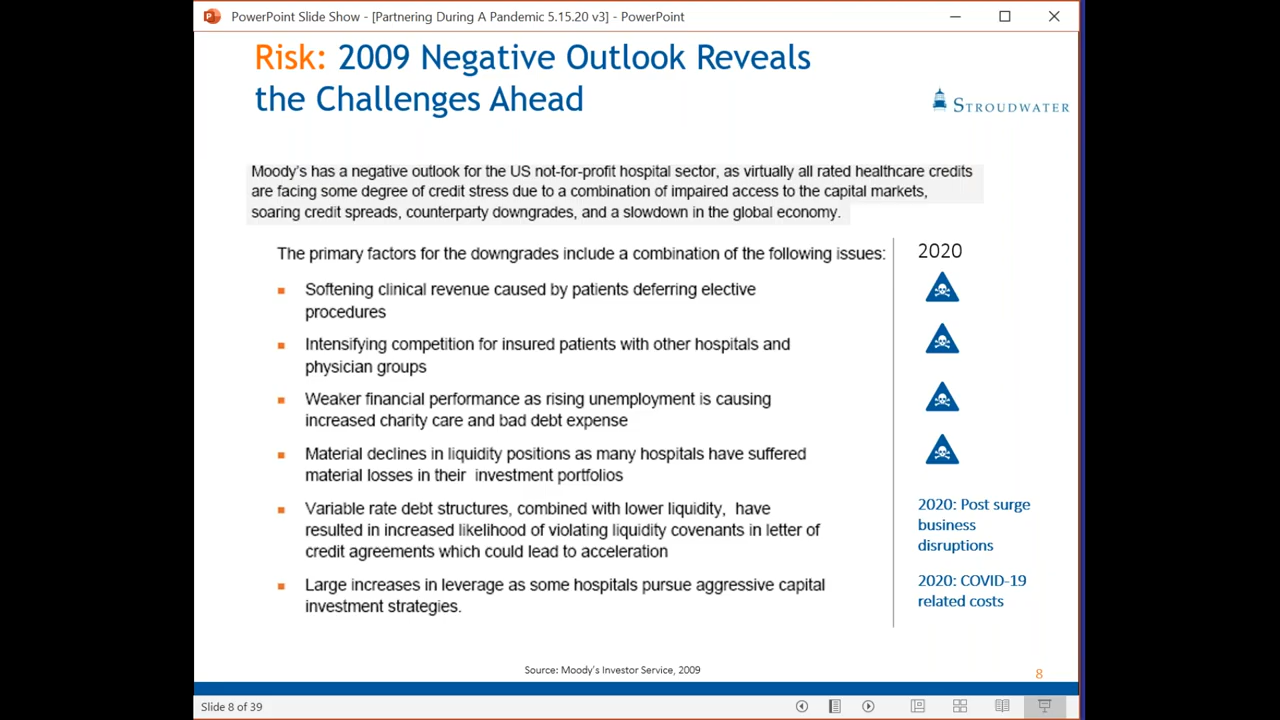 PowerPoint Slide Show - [Partnering During A Pandemic 5.15.20 v3] - PowerPoint
Risk: 2009 Negative Outlook Reveals
the Challenges Ahead
STROUDWATER
Moody's has a negative outlook for the US not-for-profit hospital sector, as virtually all rated healthcare credits
are facing some degree of credit stress due to a combination of impaired access to the capital markets,
soaring credit spreads, counterparty downgrades, and a slowdown in the global economy.
The primary factors for the downgrades include a combination of the following issues:
Softening clinical revenue caused by patients deferring elective
procedures
Intensifying competition for insured patients with other hospitals and
physician groups
Weaker financial performance as rising unemployment is causing
increased charity care and bad debt expense
Material declines in liquidity positions as many hospitals have suffered
material losses in their investment portfolios
Variable rate debt structures, combined with lower liquidity, have
resulted in increased likelihood of violating liquidity covenants in letter of
credit agreements which could lead to acceleration
Large increases in leverage as some hospitals pursue aggressive capital
investment strategies.
2020
2020: Post surge
business
disruptions
2020: COVID-19
related costs
Source: Moody's Investor Service, 2009
8
Slide 8 of 39